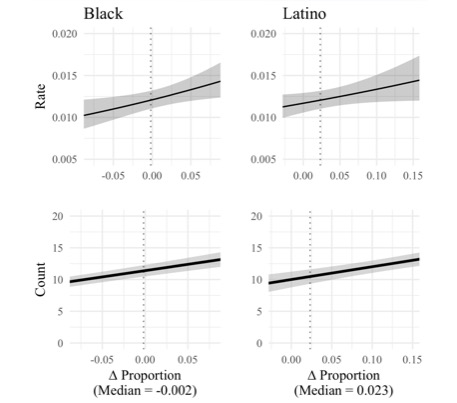 Black
Latino
0.020
0.015
0.010
0.005
Rate
-0.05 0.00 0.05
0.020
0.015
0.010
0.005
0.00 0.05 0.10 0.15
20
15
10
5
0
Count
-0.05 0.00 0.05
Δ Proportion
(Median = -0.002)
20
15
10
5
0
0.00 0.05 0.10 0.15
Δ Proportion
(Median = 0.023)